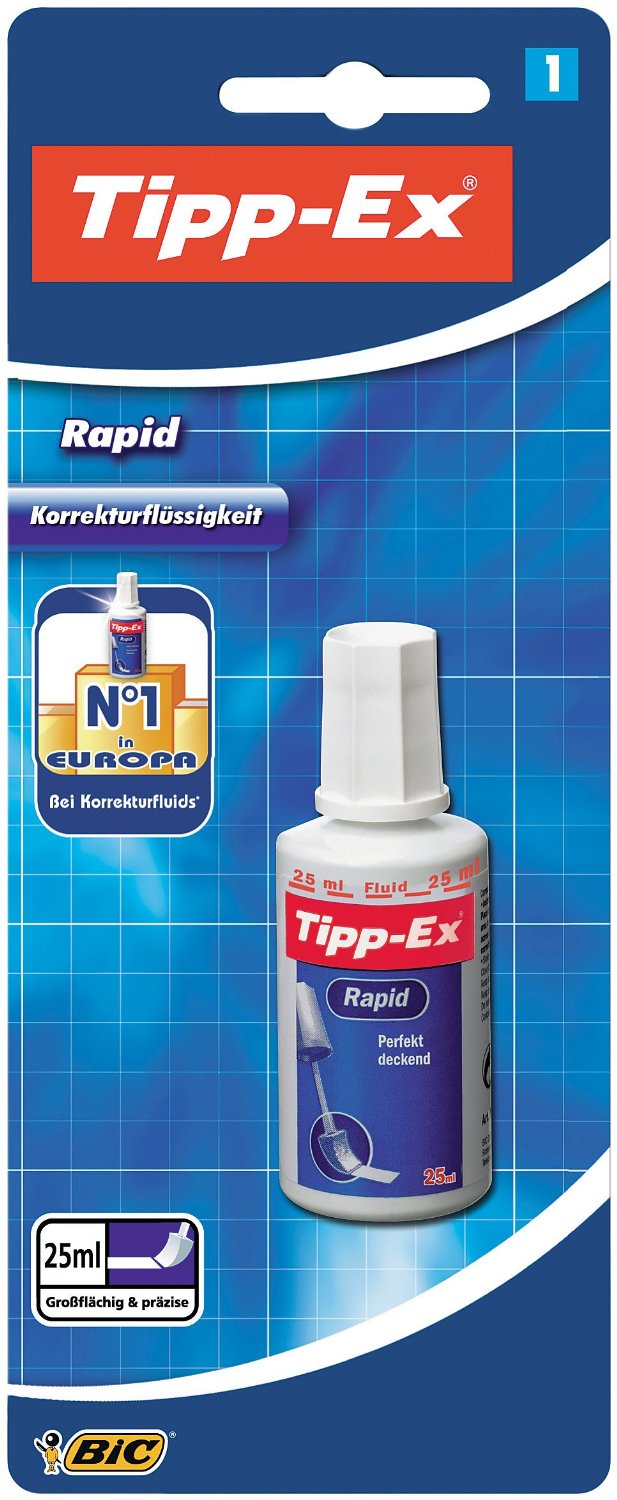 1
Tipp-Ex®
Rapid
Korrekturflüssigkeit
Tipp-Ex
Rapid
N°1
in
EUROPA
Bei Korrekturfluids*
25 ml Fluid 25 ml
Tipp-Ex®
Rapid
Perfekt
deckend
25ml
25ml
Großflächig & präzise
BIC®